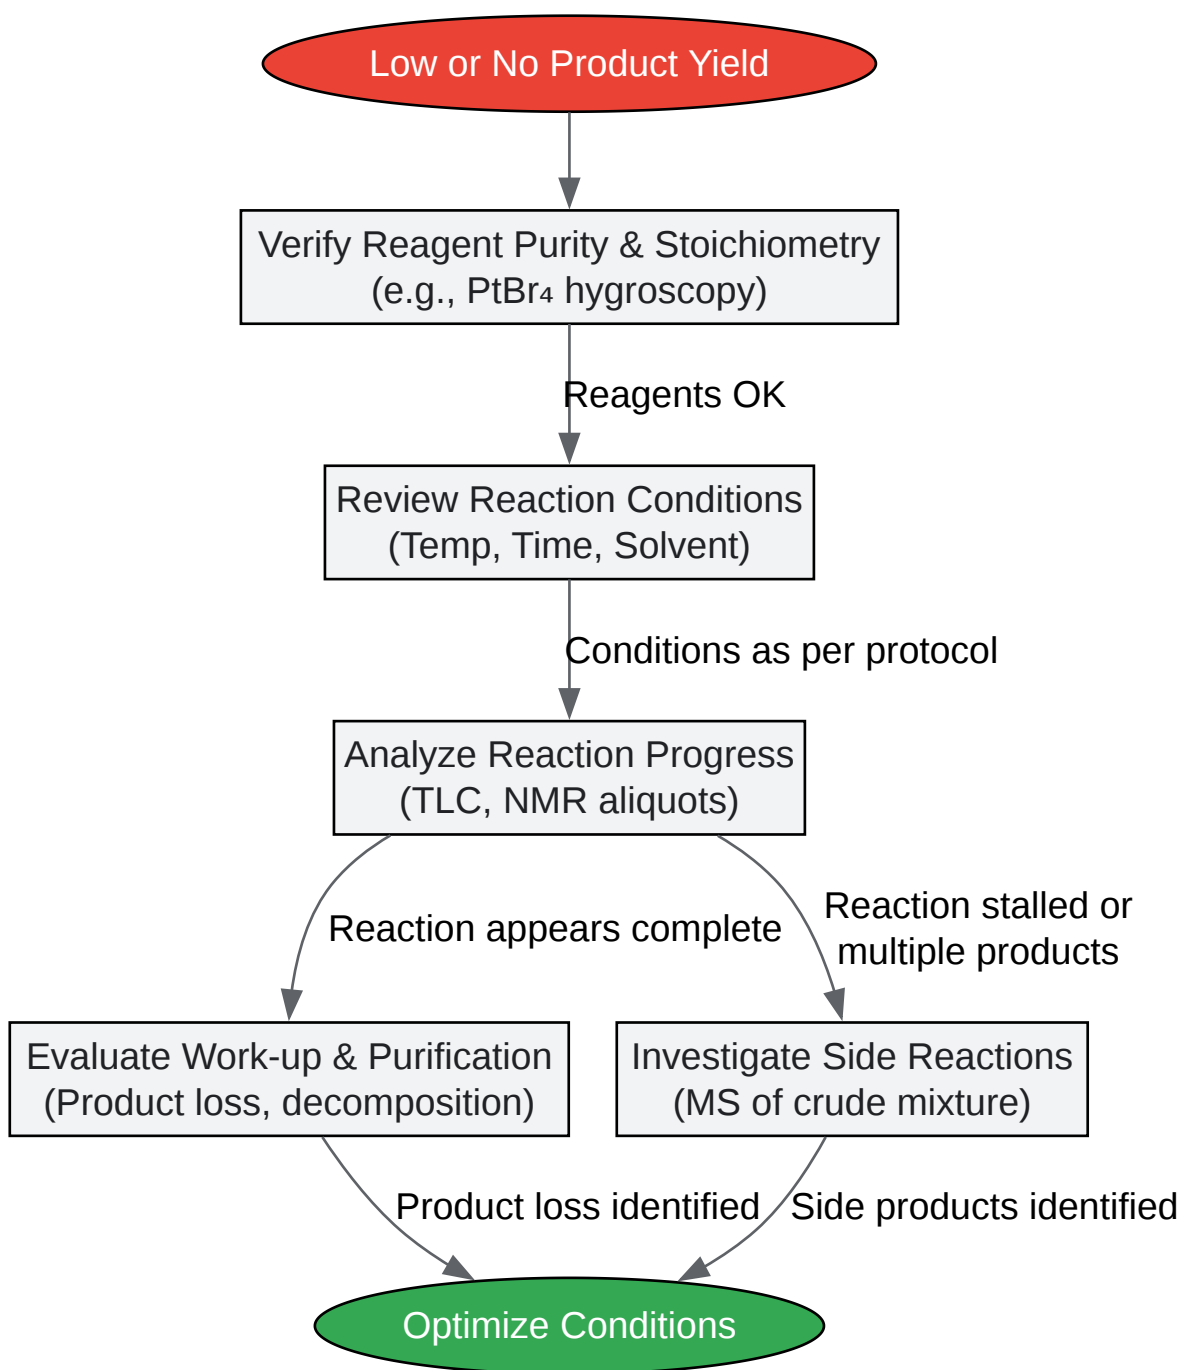 Low or No Product Yield
Verify Reagent Purity & Stoichiometry
(e.g., PtBr₄ hygroscopy)
Reagents OK
Review Reaction Conditions
(Temp, Time, Solvent)
Conditions as per protocol
Analyze Reaction Progress
(TLC, NMR aliquots)
Reaction appears complete
Reaction stalled or
multiple products
Evaluate Work-up & Purification
(Product loss, decomposition)
Investigate Side Reactions
(MS of crude mixture)
Product loss identified
Side products identified
Optimize Conditions